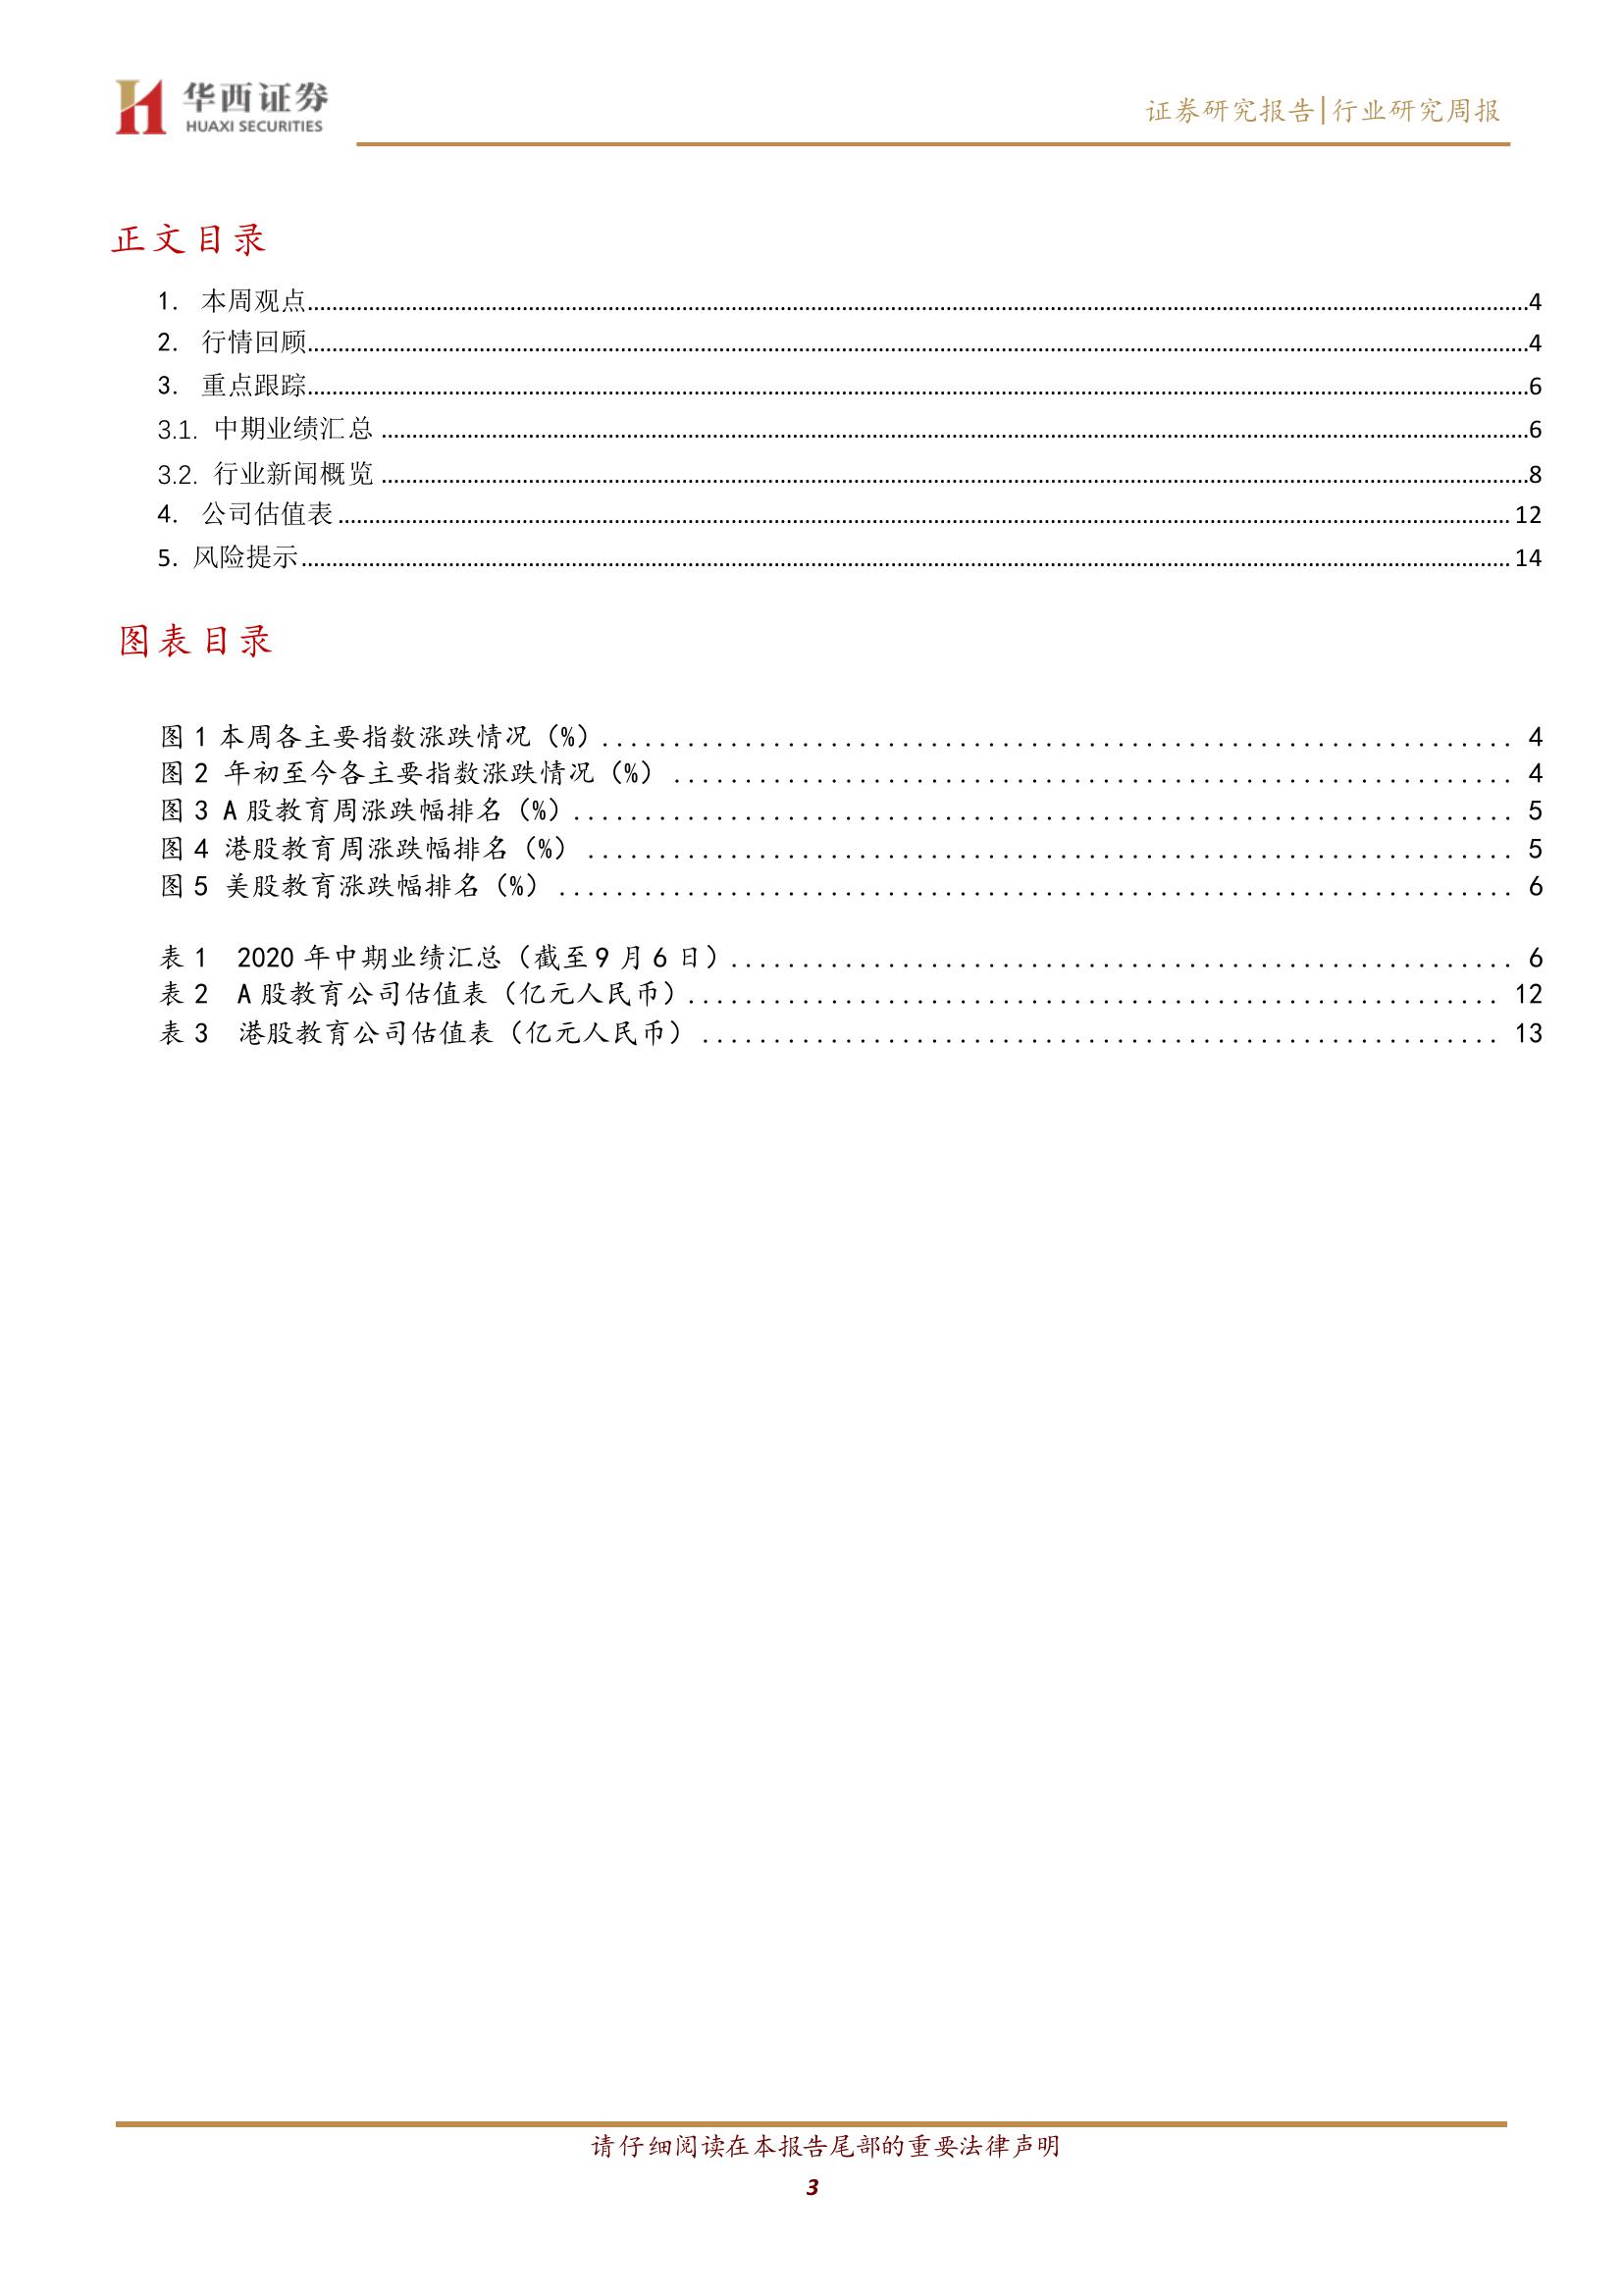 华西证券
HUAXI SECURITIES
证券研究报告|行业研究周报
正文目录
1. 本周观点........................................4
2. 行情回顾........................................4
3. 重点跟踪........................................6
3.1. 中期业绩汇总 ........................................6
3.2. 行业新闻概览 ........................................8
4. 公司估值表 ........................................ 12
5. 风险提示 ........................................ 14
图表目录
图 1 本周各主要指数涨跌情况（%）........................................ 4
图 2 年初至今各主要指数涨跌情况（%） ........................................ 4
图 3 A 股教育周涨跌幅排名（%）........................................ 5
图 4 港股教育周涨跌幅排名（%） ........................................ 5
图 5 美股教育涨跌幅排名（%） ........................................ 6
表 1 2020 年中期业绩汇总（截至 9 月 6 日）........................................ 6
表 2 A 股教育公司估值表（亿元人民币）........................................ 12
表 3 港股教育公司估值表（亿元人民币） ........................................ 13
请仔细阅读在本报告尾部的重要法律声明
3